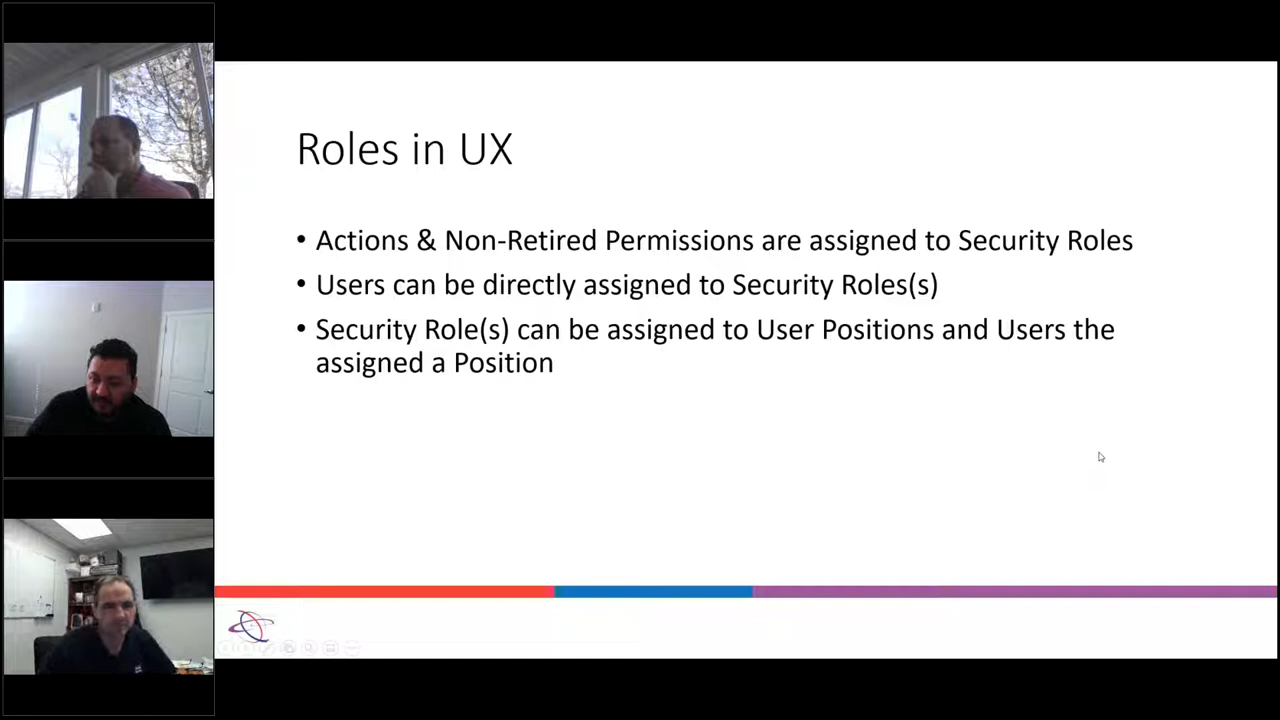 Roles in UX
• Actions & Non-Retired Permissions are assigned to Security Roles
• Users can be directly assigned to Security Roles(s)
• Security Role(s) can be assigned to User Positions and Users the
assigned a Position